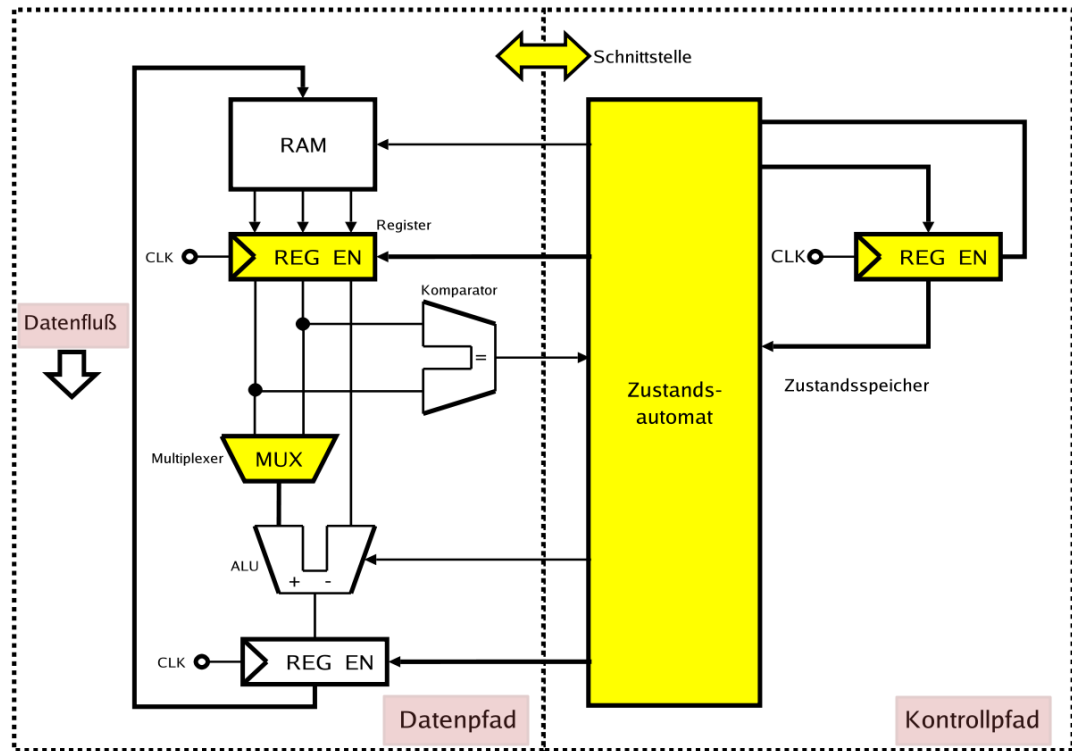 Schnittstelle
RAM
Register
CLK
REG EN
CLK
REG EN
Komparator
Datenfluß
=
Zustands-
automat
Zustandsspeicher
Multiplexer
MUX
ALU
+ -
CLK
REG EN
Datenpfad
Kontrollpfad